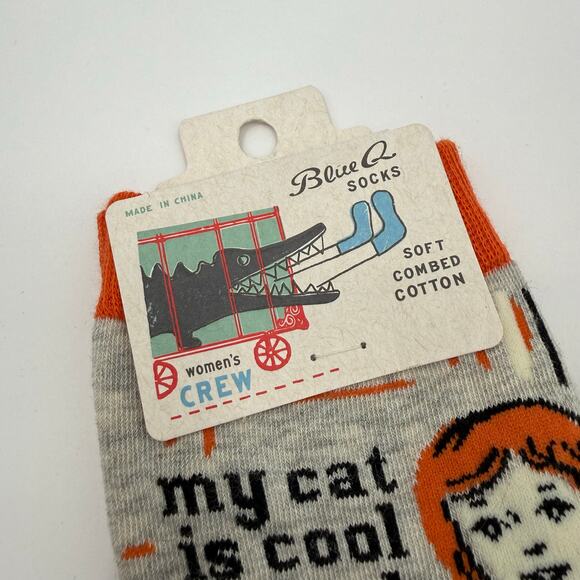 MADE IN CHINA
Blue Q
SOCKS
SOFT
COMBED
COTTON
women's
CREW
my cat
is cool